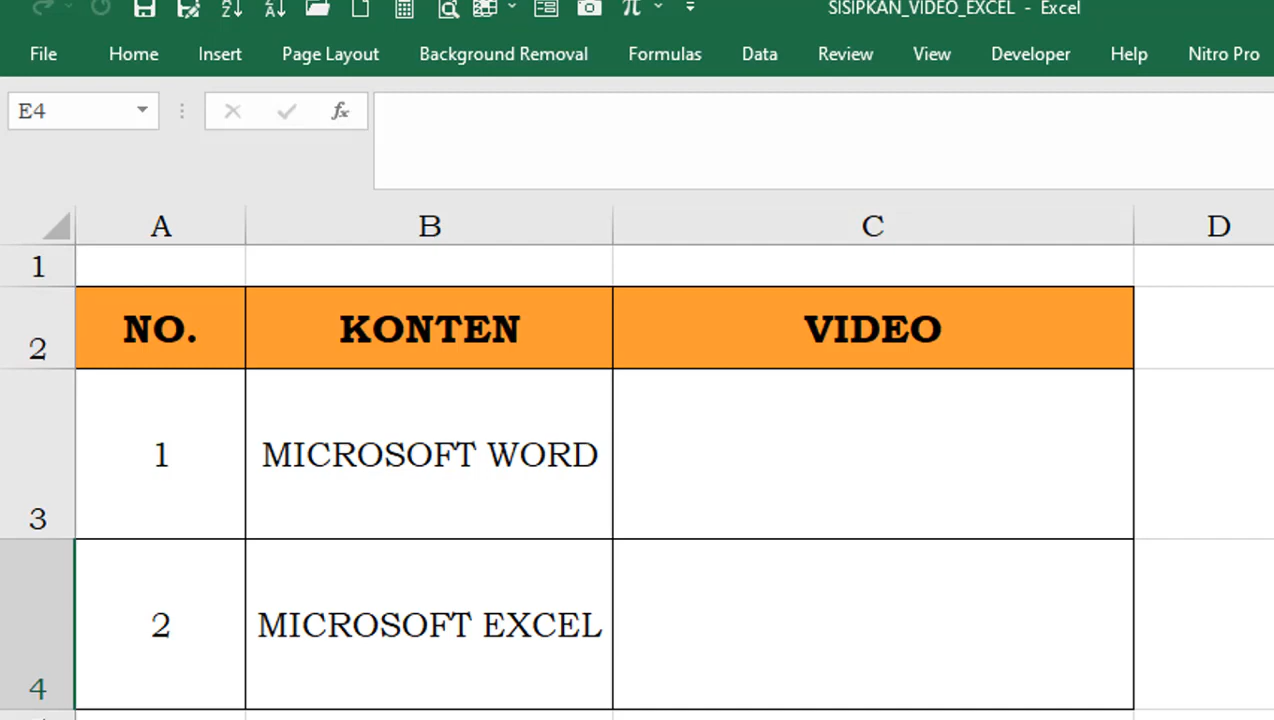 SISIPKAN_VIDEO_EXCEL - Excel
File Home Insert Page Layout Background Removal Formulas Data Review View Developer Help Nitro Pro
E4 fx
A B C D
1
2 NO. KONTEN VIDEO
3 1 MICROSOFT WORD
4 2 MICROSOFT EXCEL